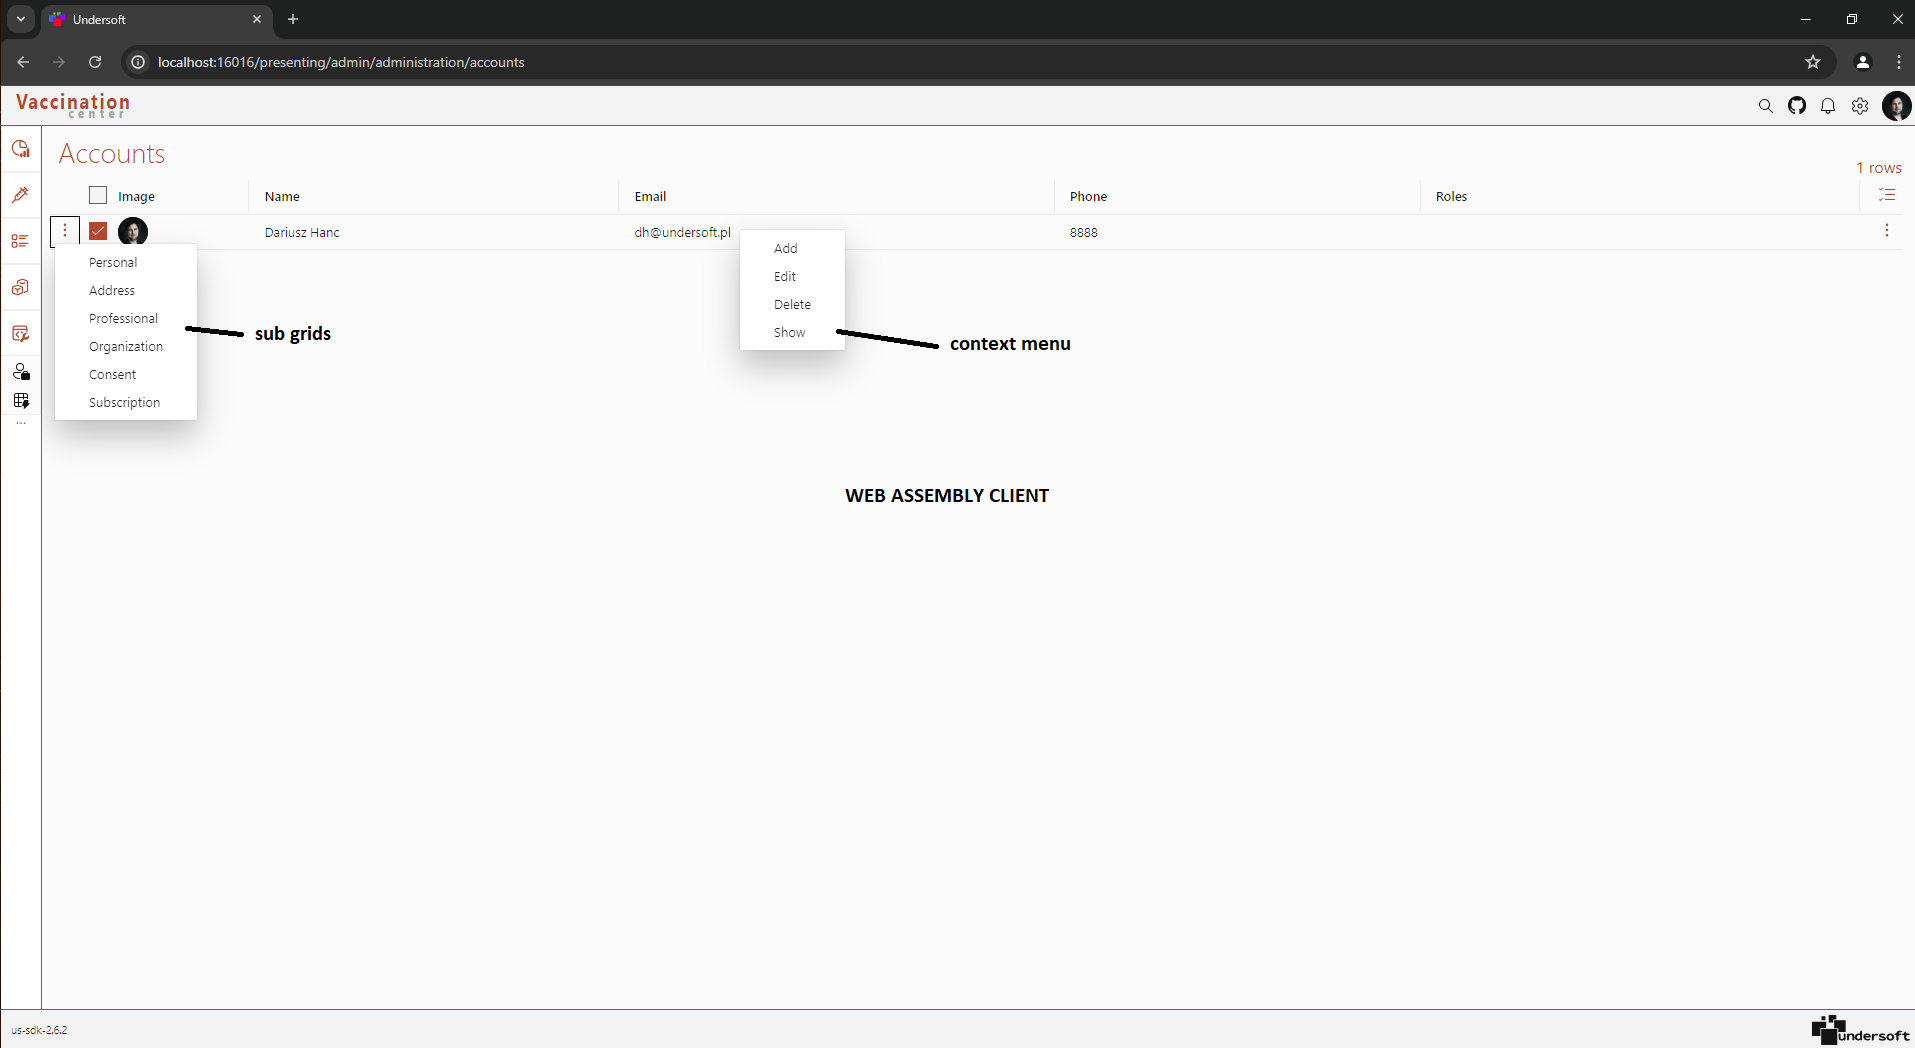 Undersoft
localhost:16016/presenting/admin/administration/accounts
Vaccination
center
Accounts
1 rows
Image Name Email Phone Roles
Dariusz Hanc dh@undersoft.pl 8888
Personal
Address
Professional
Organization
Consent
Subscription
sub grids
Add
Edit
Delete
Show
context menu
WEB ASSEMBLY CLIENT
us-sdk-2.6.2
undersoft